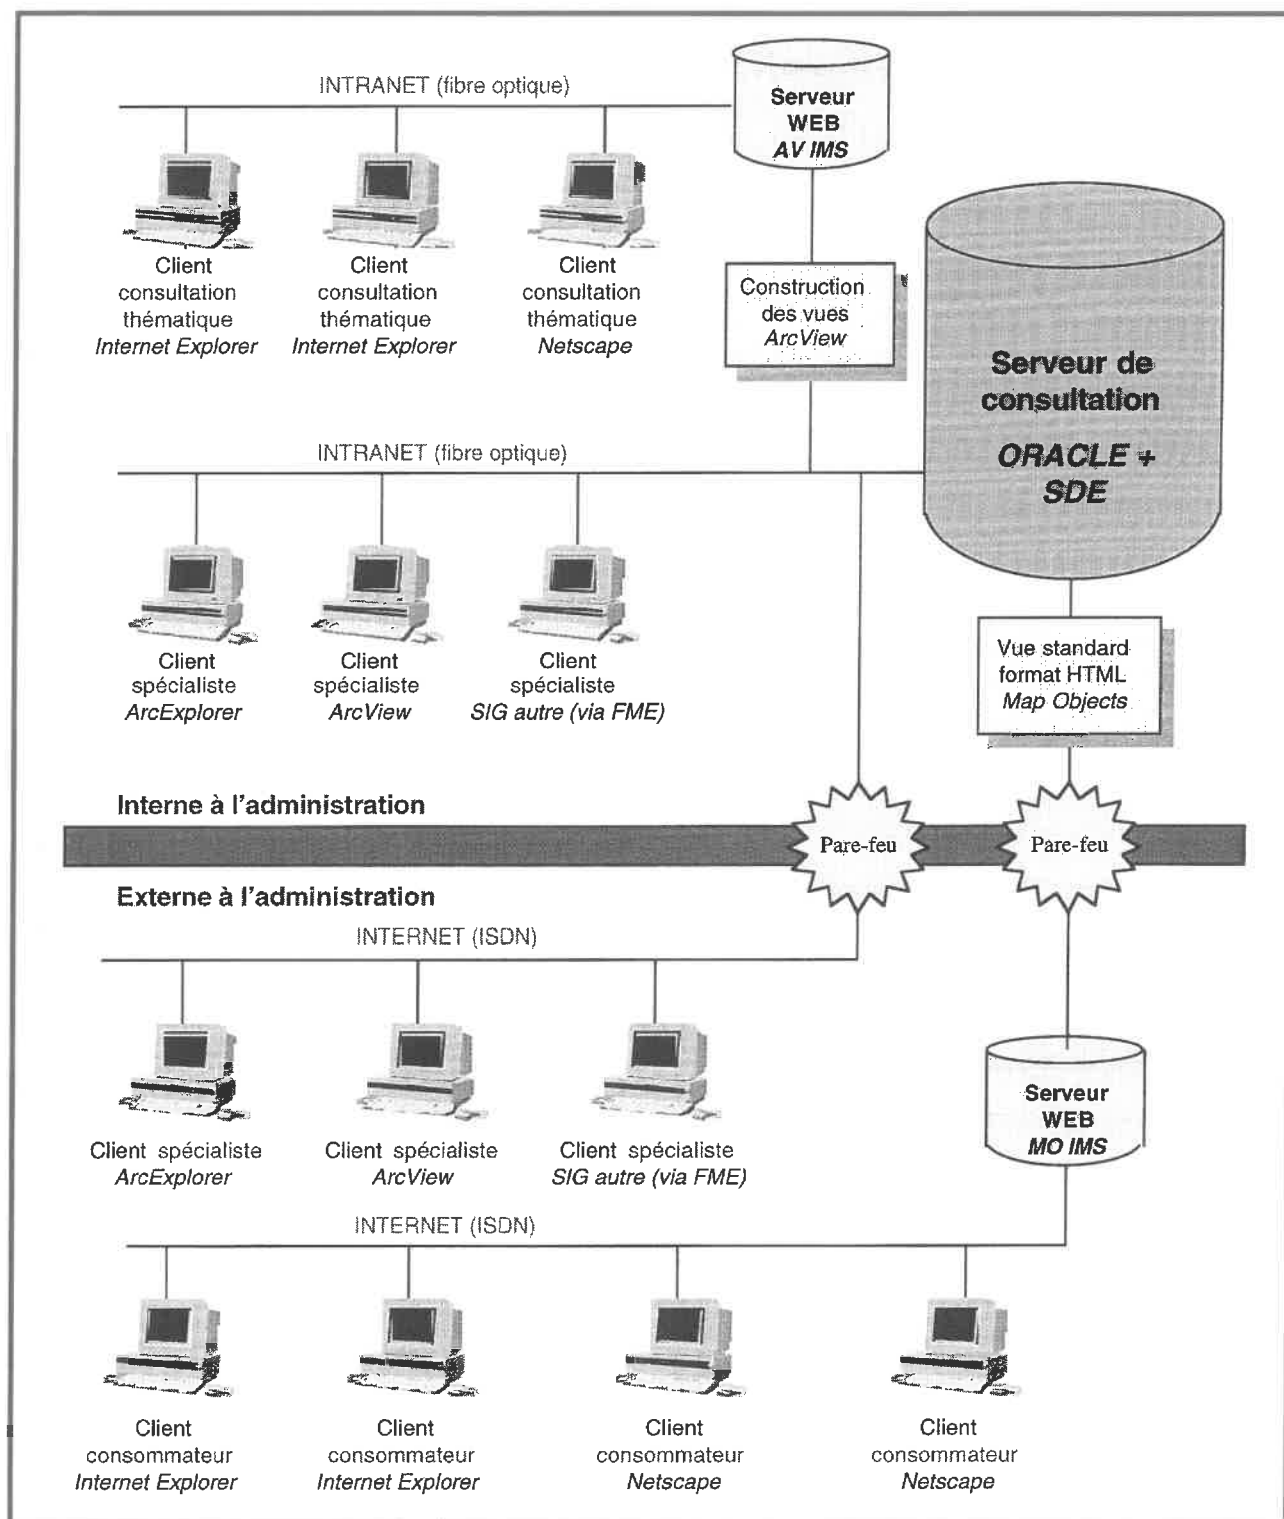 INTRANET (fibre optique)
Serveur
WEB
AV IMS
Client
consultation
thématique
Internet Explorer
Client
consultation
thématique
Internet Explorer
Client
consultation
thématique
Netscape
Construction
des vues
ArcView
Serveur de
consultation
ORACLE +
SDE
INTRANET (fibre optique)
Client
spécialiste
ArcExplorer
Client
spécialiste
ArcView
Client
spécialiste
SIG autre (via FME)
Vue standard
format HTML
Map Objects
Interne à l'administration
Pare-feu
Pare-feu
Externe à l'administration
INTERNET (ISDN)
Client spécialiste
ArcExplorer
Client spécialiste
ArcView
Client spécialiste
SIG autre (via FME)
Serveur
WEB
MO IMS
INTERNET (ISDN)
Client
consommateur
Internet Explorer
Client
consommateur
Internet Explorer
Client
consommateur
Netscape
Client
consommateur
Netscape